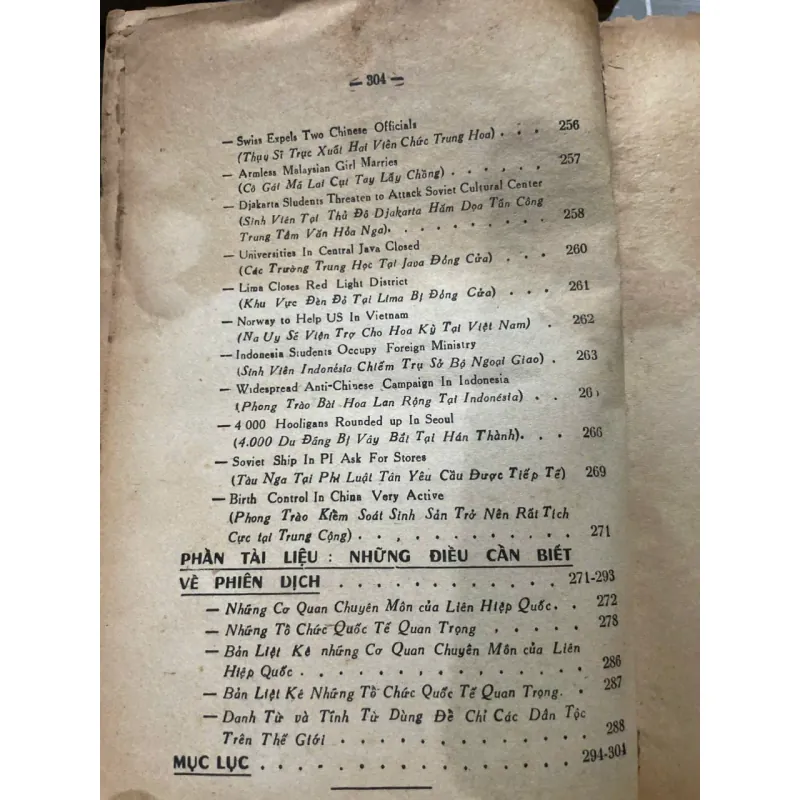 — 304 —
— Swiss Expels Two Chinese Officials
(Thụy Sĩ Trục Xuất Hai Viên Chức Trung Hoa) . . . 256
— Armless Malaysian Girl Marries
(Cô Gái Mã Lai Cụt Tay Lấy Chồng) . . . . . . 257
— Djakarta Sludents Threaten to Attack Soviet Cultural Center
(Sinh Viên Tại Thủ Đô Djakarta Hăm Dọa Tấn Công
Trung Tâm Văn Hóa Nga). . . . . . . . . . 258
— Universities In Central Java Closed
(Các Trường Trung Học Tại Java Đóng Cửa) . . . 260
— Lima Closes Red Light District
(Khu Vực Đèn Đỏ Tại Lima Bị Đóng Cửa) . . . 261
— Norway to Help US In Vietnam
(Na Uy Sẽ Viện Trợ Cho Hoa Kỳ Tại Việt Nam) . 262
— Indonesia Students Occupy Foreign Ministry
(Sinh Viên Indonésia Chiếm Trụ Sở Bộ Ngoại Giao) . 263
— Widespread Anti-Chinese Campaign In Indonesia
(Phong Trào Bài Hoa Lan Rộng Tại Indonésia) . .
— 4 000 Hooligans Rounded up In Seoul
(4.000 Du Đãng Bị Vây Bắt Tại Hán Thành). . . 266
— Soviet Ship In PI Ask For Stores
(Tàu Nga Tại Phi Luật Tân Yêu Cầu Được Tiếp Tế) 269
— Birth Control In China Very Active
(Phong Trào Kiểm Soát Sinh Sản Trở Nên Rất Tích
Cực tại Trung Cộng) . . . . . . . . . . . 271
PHẦN TÀI LIỆU : NHỮNG ĐIỀU CẦN BIẾT
VỀ PHIÊN DỊCH . . . . . . . . . . . . 271-293
— Những Cơ Quan Chuyên Môn của Liên Hiệp Quốc. . 272
— Những Tổ Chức Quốc Tế Quan Trọng , . . . . 278
— Bản Liệt Kê những Cơ Quan Chuyên Môn của Liên
Hiệp Quốc . . . . . . . . . . . . . . 286
— Bản Liệt Kê Những Tổ Chức Quốc Tế Quan Trọng. . 287
— Danh Từ và Tĩnh Từ Dùng Để Chỉ Các Dân Tộc
Trên Thế Giới . . . . . . . . . . . . 288
MỤC LỤC . . . . . . . . . . . . . . . 294-304